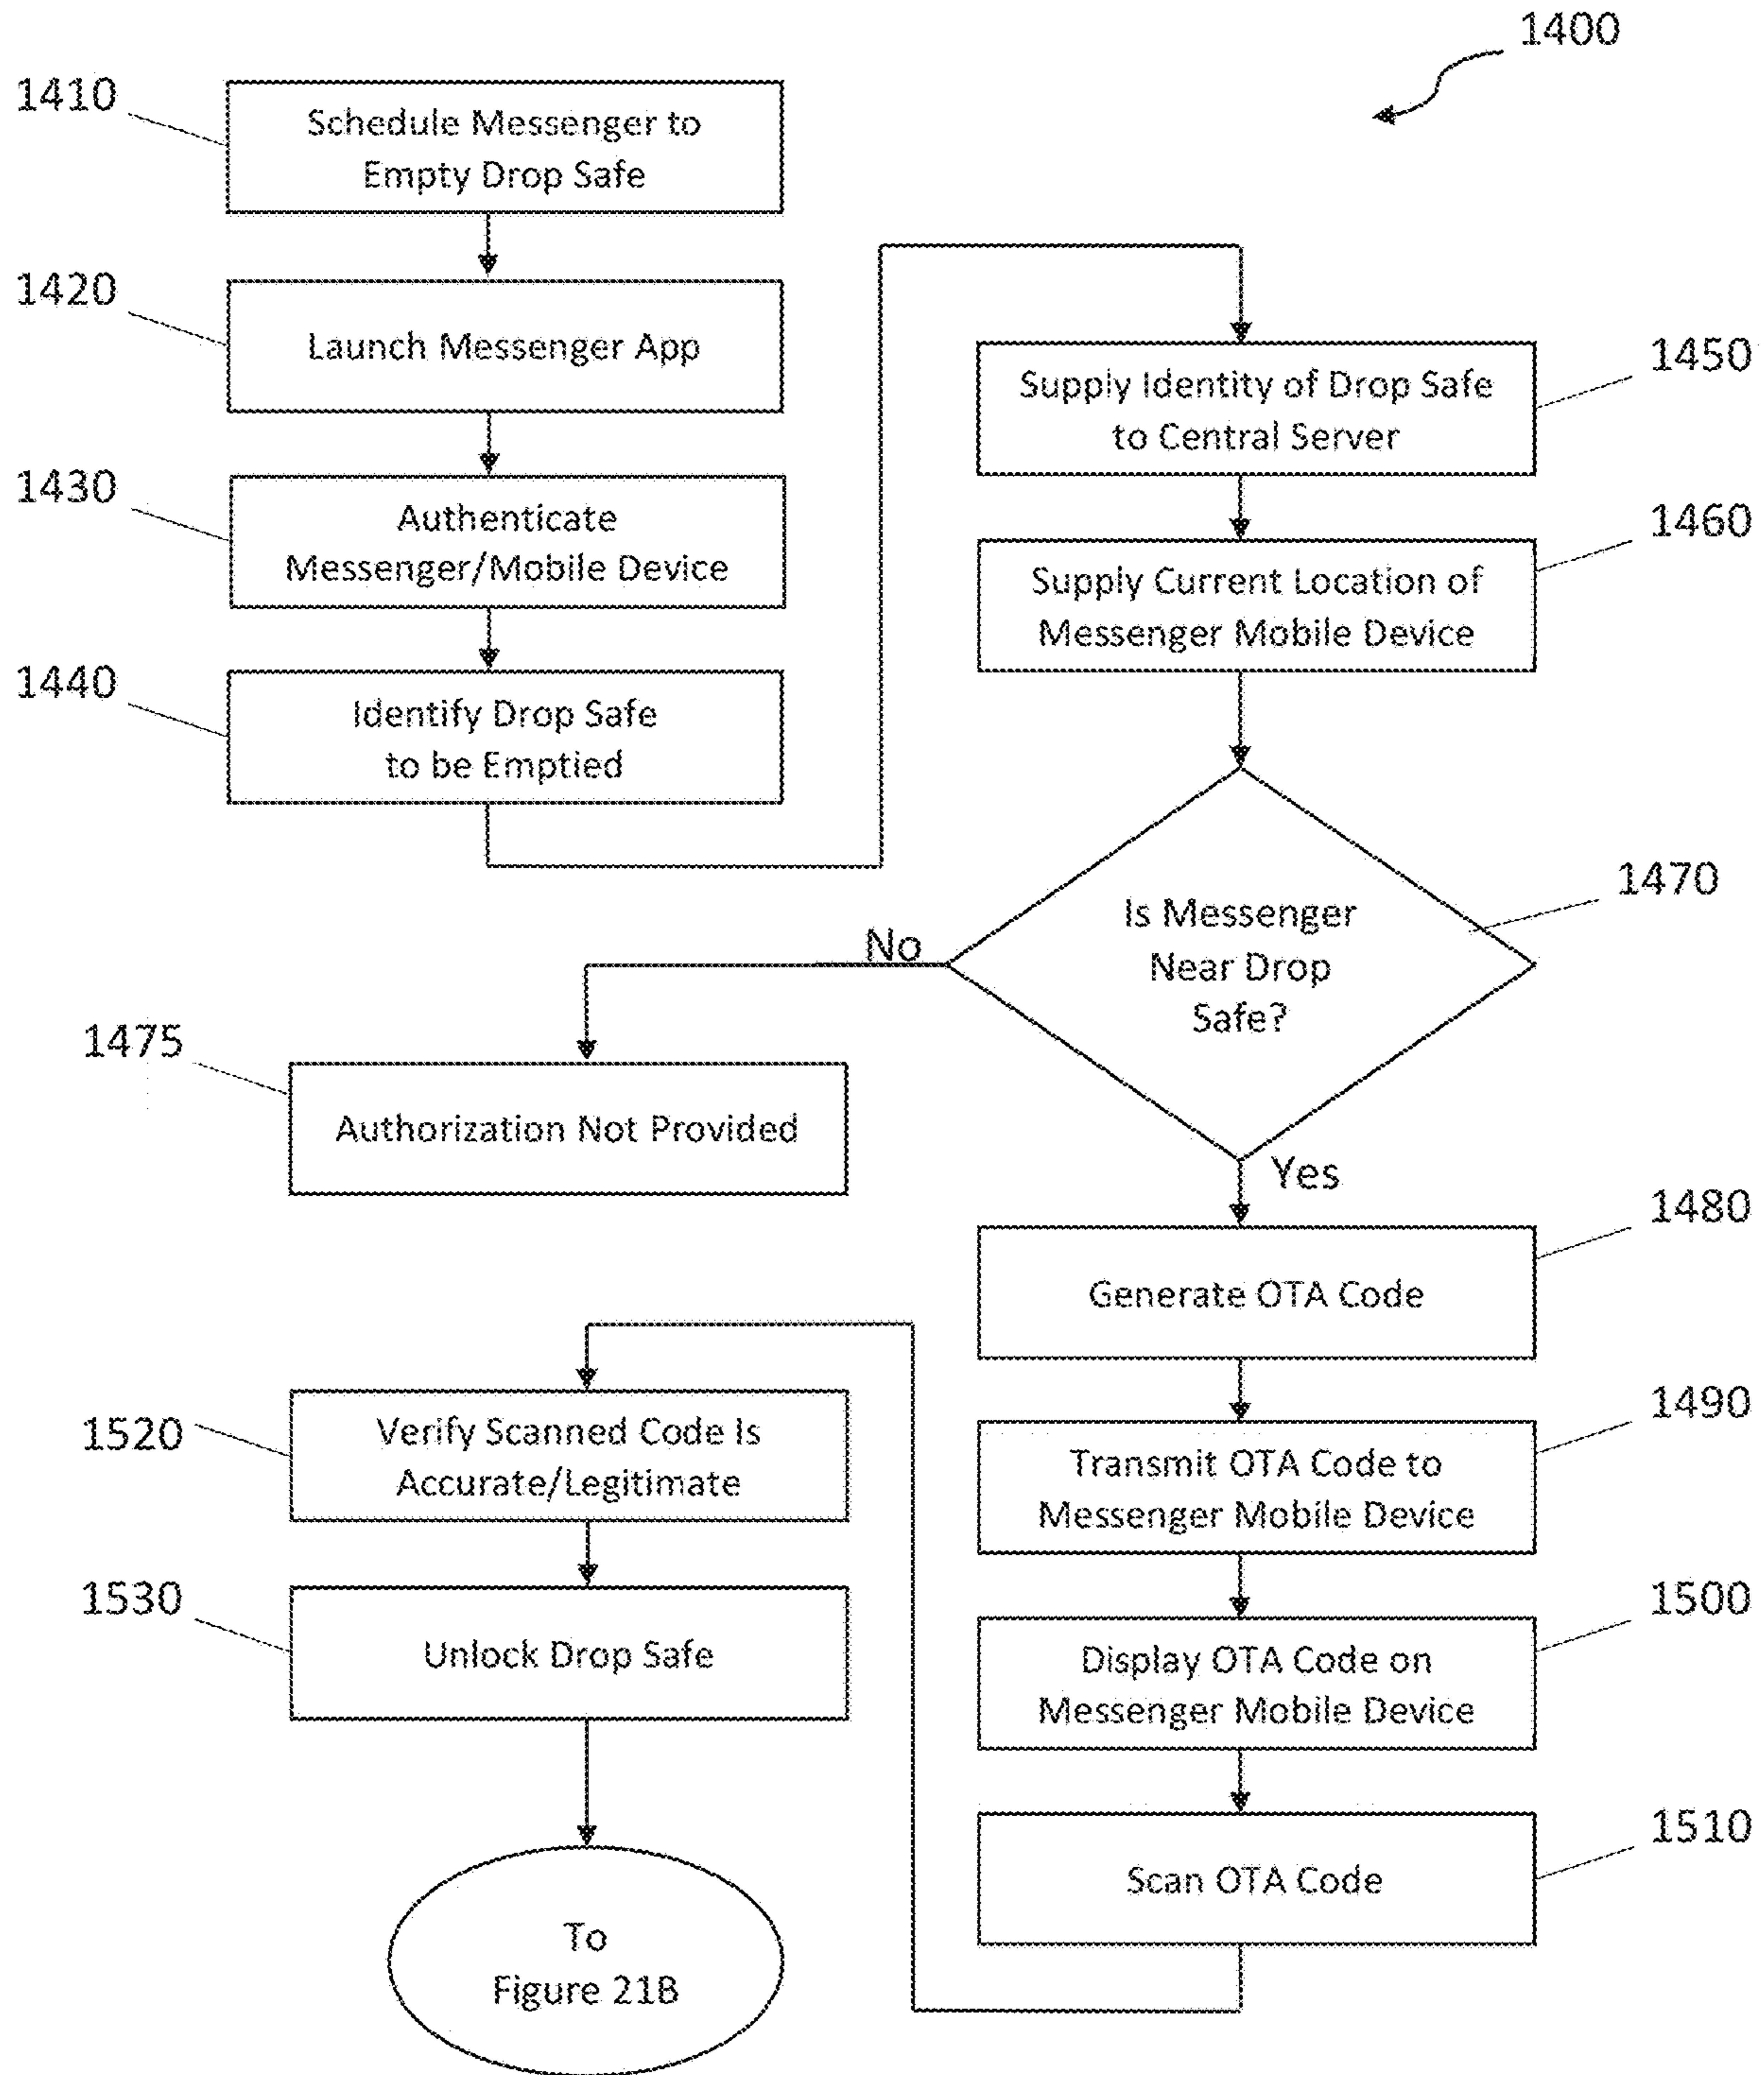 1400
1410
Schedule Messenger to
Empty Drop Safe
1420
Launch Messenger App
1430
Authenticate
Messenger/Mobile Device
1440
Identify Drop Safe
to be Emptied
1450
Supply Identity of Drop Safe
to Central Server
1460
Supply Current Location of
Messenger Mobile Device
1470
Is Messenger
Near Drop
Safe?
No
1475
Authorization Not Provided
Yes
1480
Generate OTA Code
1490
Transmit OTA Code to
Messenger Mobile Device
1500
Display OTA Code on
Messenger Mobile Device
1510
Scan OTA Code
1520
Verify Scanned Code Is
Accurate/Legitimate
1530
Unlock Drop Safe
To
Figure 21B